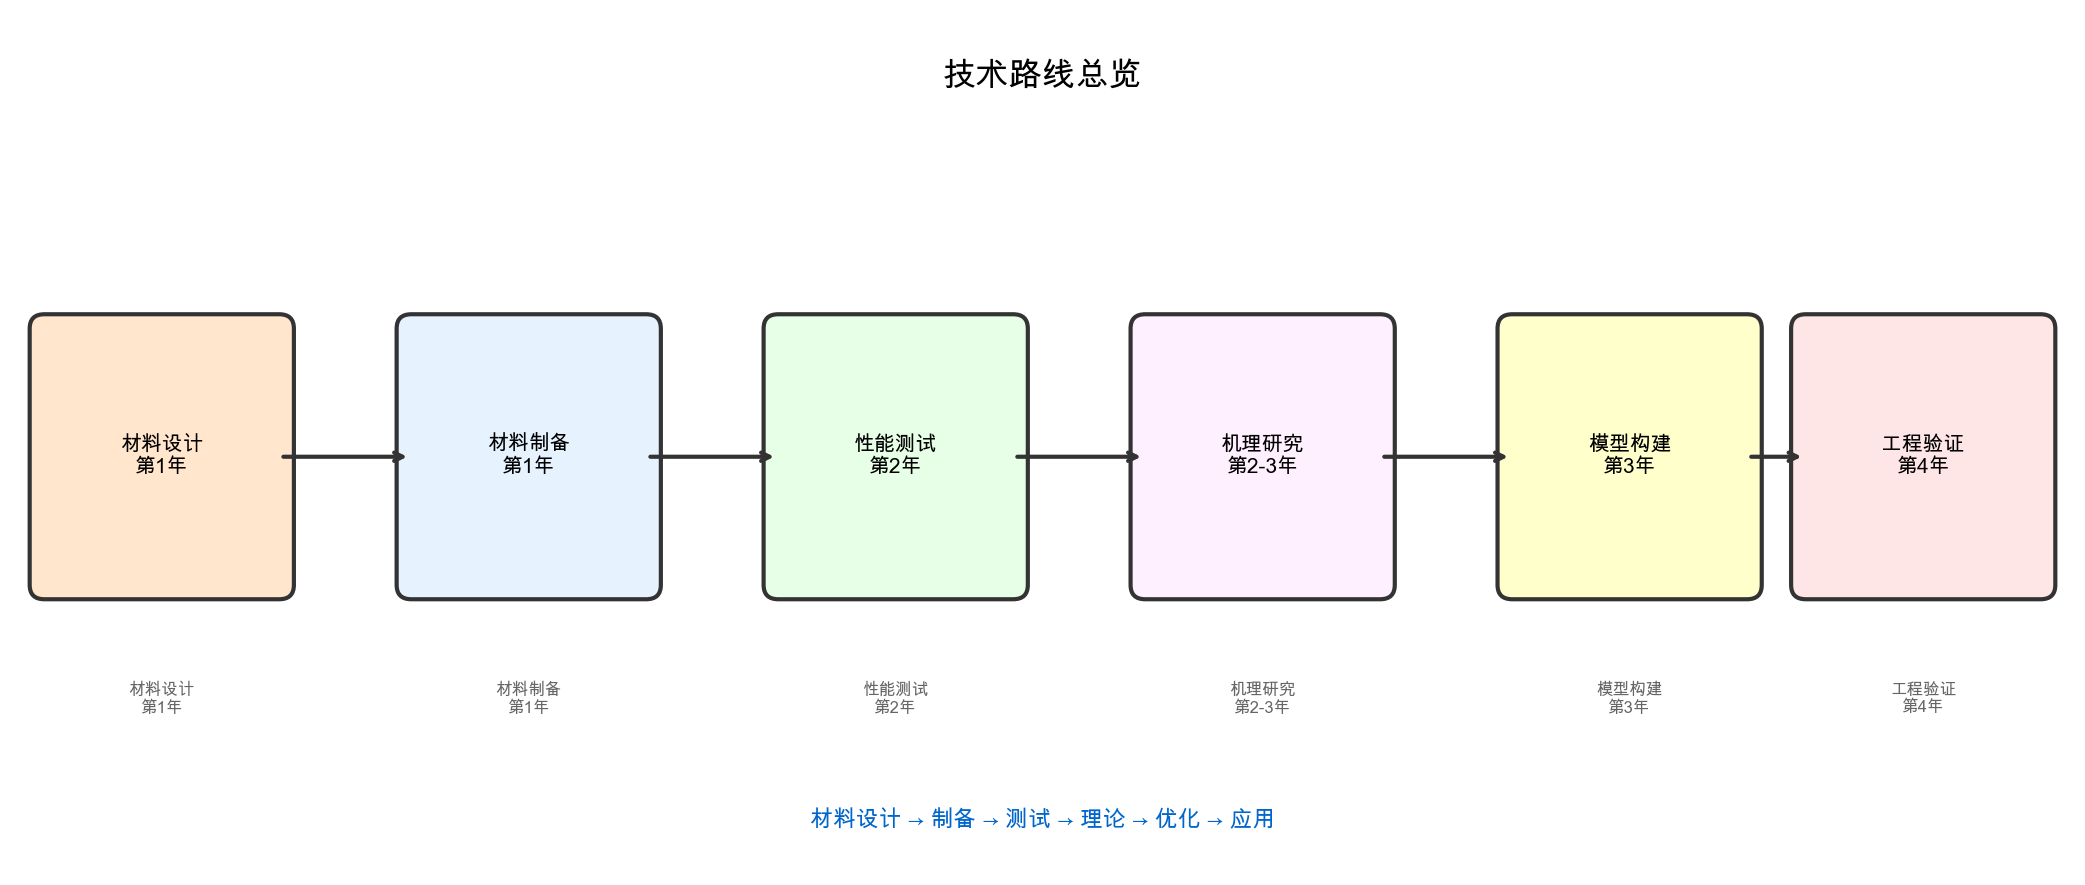 技术路线总览
材料设计
第1年
材料制备
第1年
性能测试
第2年
机理研究
第2-3年
模型构建
第3年
工程验证
第4年
材料设计
第1年
材料制备
第1年
性能测试
第2年
机理研究
第2-3年
模型构建
第3年
工程验证
第4年
材料设计 → 制备 → 测试 → 理论 → 优化 → 应用